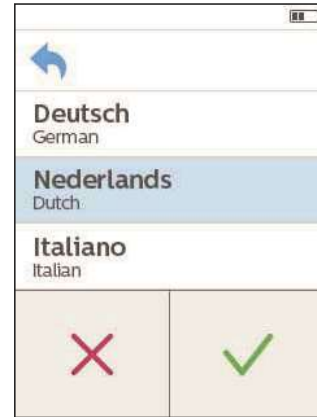 Deutsch
German
Nederlands
Dutch
Italiano
Italian